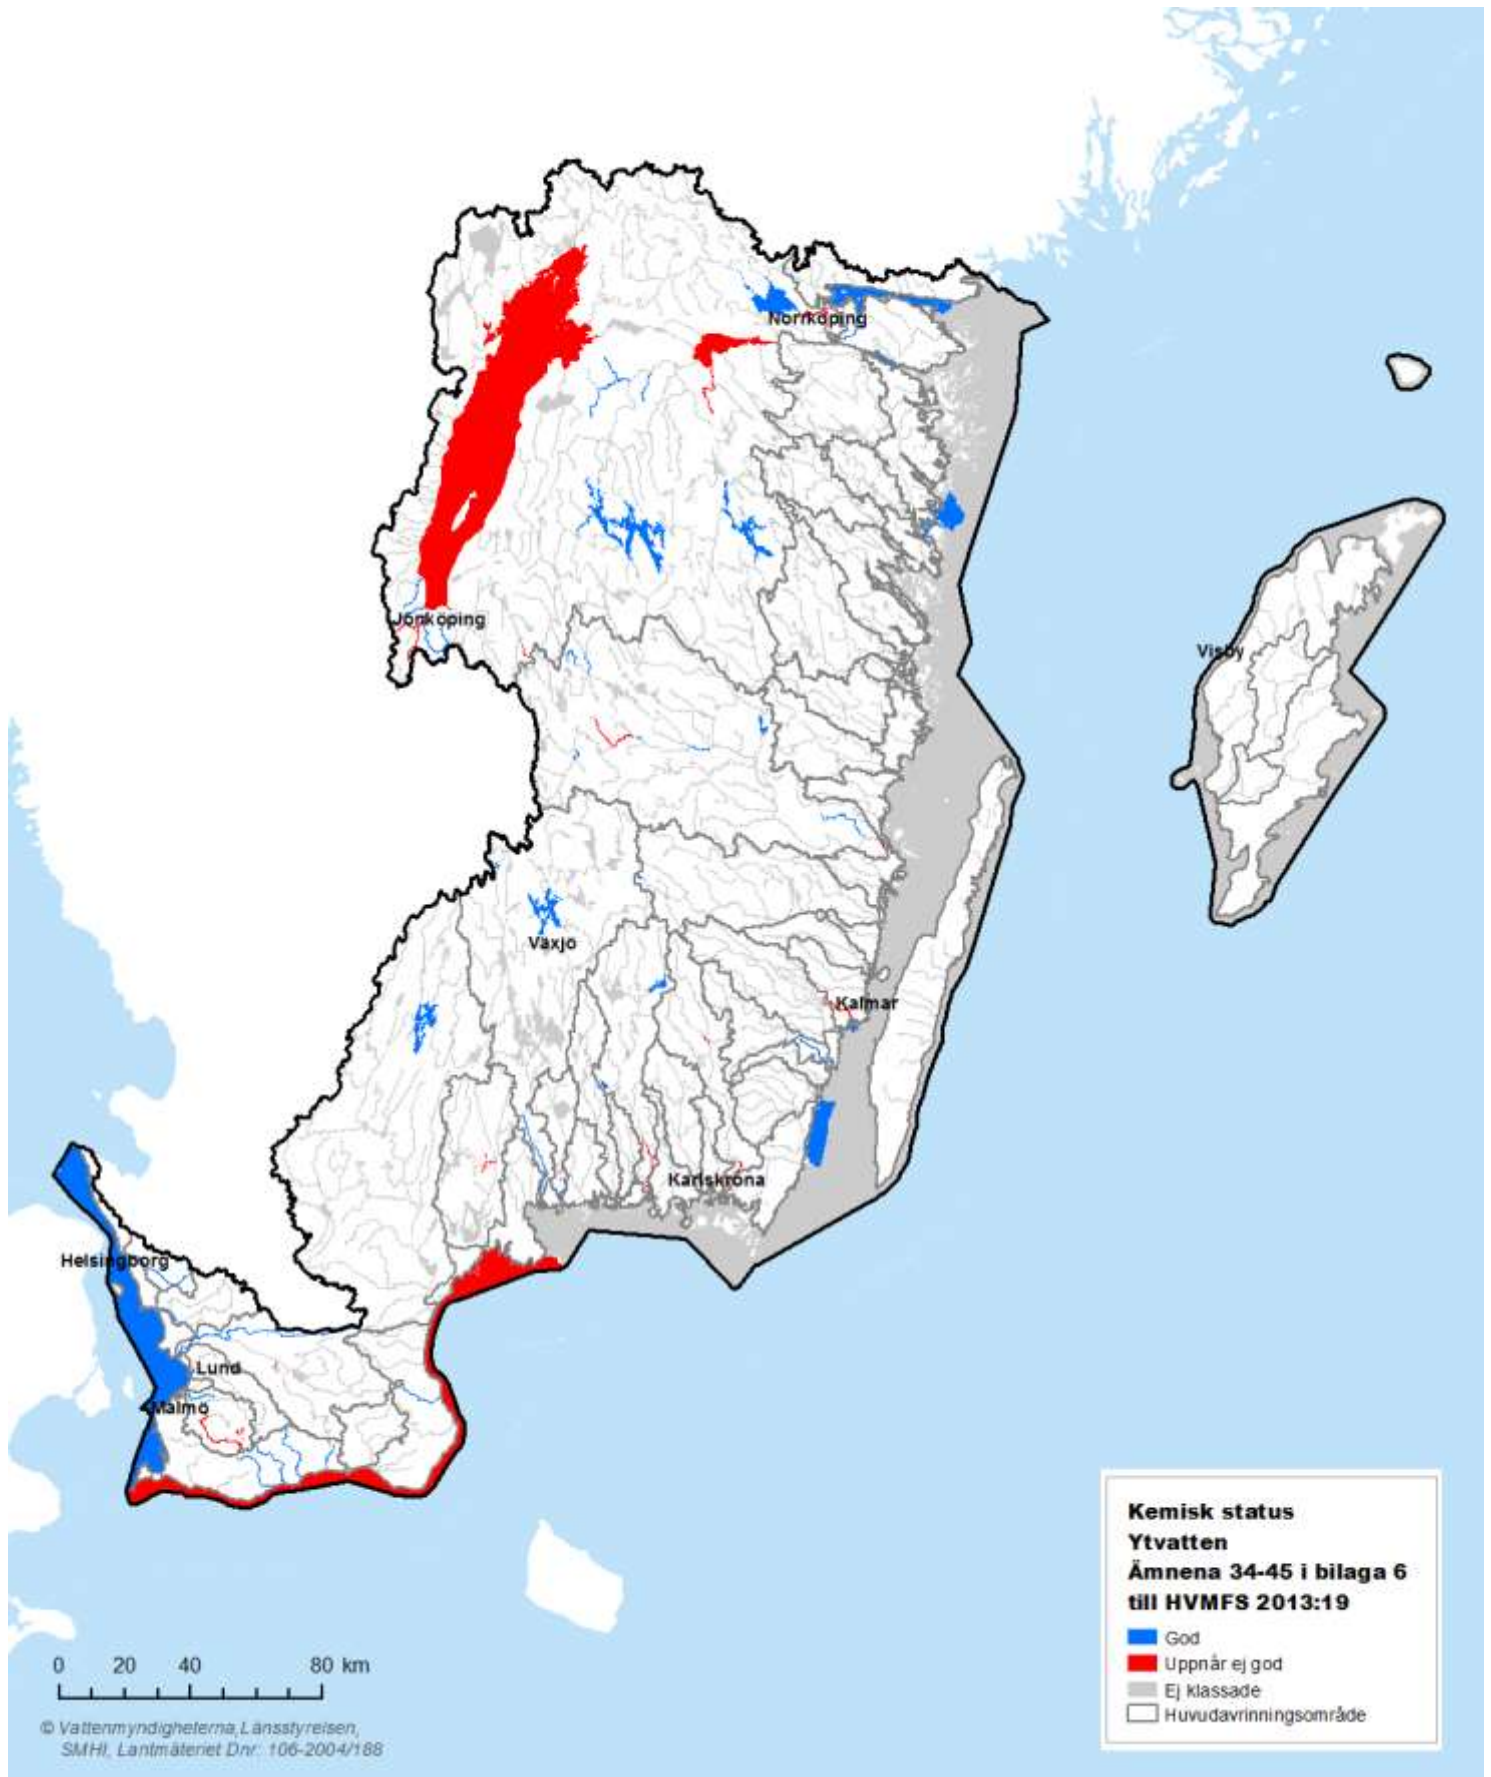 Norrköping
Jönköping
Visby
Växjö
Kalmar
Karlskrona
Helsingborg
Lund
Malmö
Kemisk status
Ytvatten
Ämnena 34-45 i bilaga 6
till HVMFS 2013:19
God
Uppnår ej god
Ej klassade
Huvudavrinningsområde
0 20 40 80 km
© Vattenmyndigheterna,Länsstyrelsen,
SMHI, Lantmäteriet Dnr: 106-2004/188